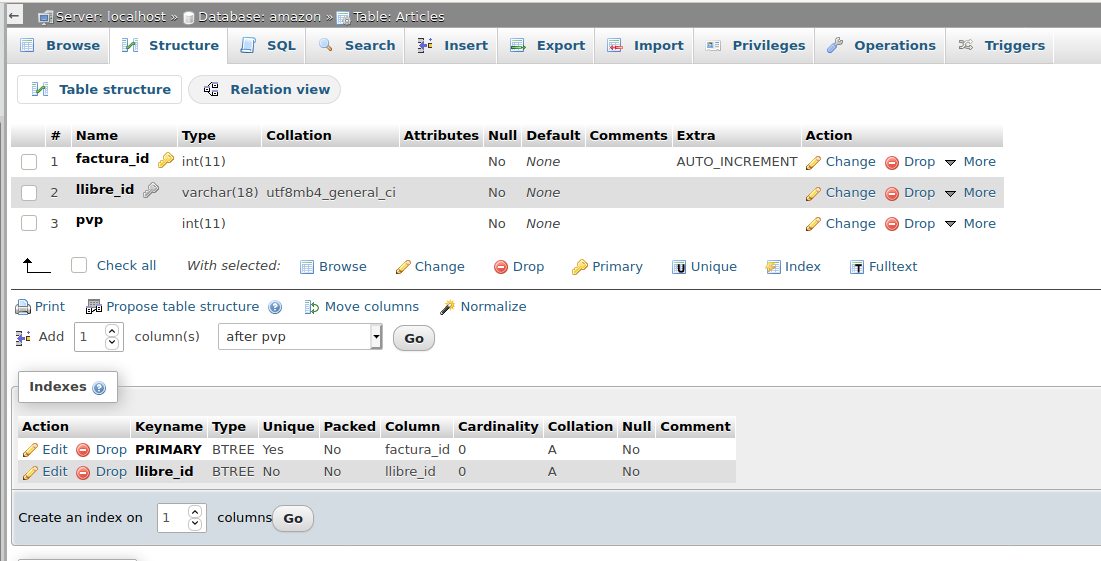 Server: localhost » Database: amazon » Table: Articles
Browse Structure SQL Search Insert Export Import Privileges Operations Triggers
Table structure Relation view
# Name Type Collation Attributes Null Default Comments Extra Action
1 factura_id int(11) No None AUTO_INCREMENT Change Drop More
2 llibre_id varchar(18) utf8mb4_general_ci No None Change Drop More
3 pvp int(11) No None Change Drop More
Check all With selected: Browse Change Drop Primary Unique Index Fulltext
Print Propose table structure Move columns Normalize
Add 1 column(s) after pvp Go
Indexes
Action Keyname Type Unique Packed Column Cardinality Collation Null Comment
Edit Drop PRIMARY BTREE Yes No factura_id 0 A No
Edit Drop llibre_id BTREE No No llibre_id 0 A No
Create an index on 1 columns Go